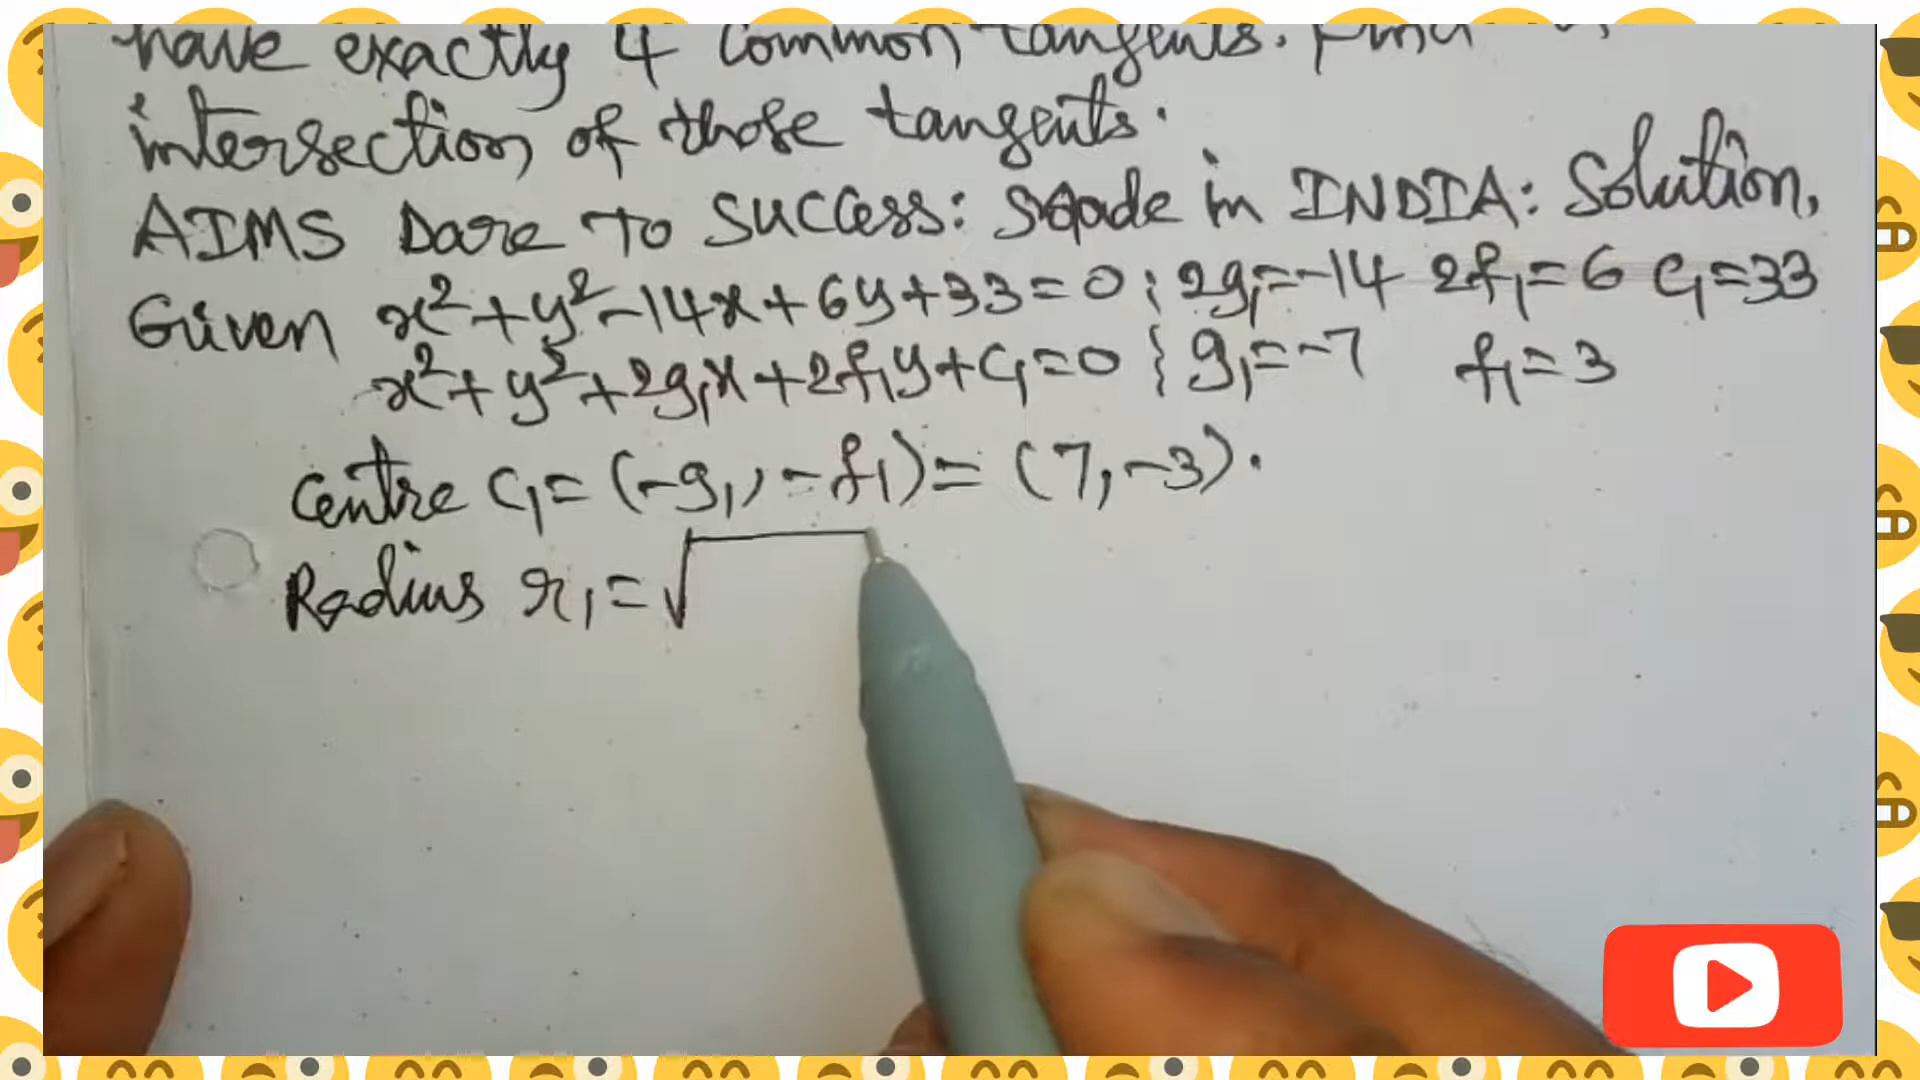 have exactly 4 common tangents. Find
intersection of those tangents.
AIMS Dare To Success: Made in INDIA: Solution,
Given x²+y²-14x+6y+33=0 ; 2g₁=-14 2f₁=6 c₁=33
x²+y²+2g₁x+2f₁y+c₁=0 } g₁=-7 f₁=3
Centre c₁=(-g₁, -f₁)= (7,-3).
Radius r₁=√